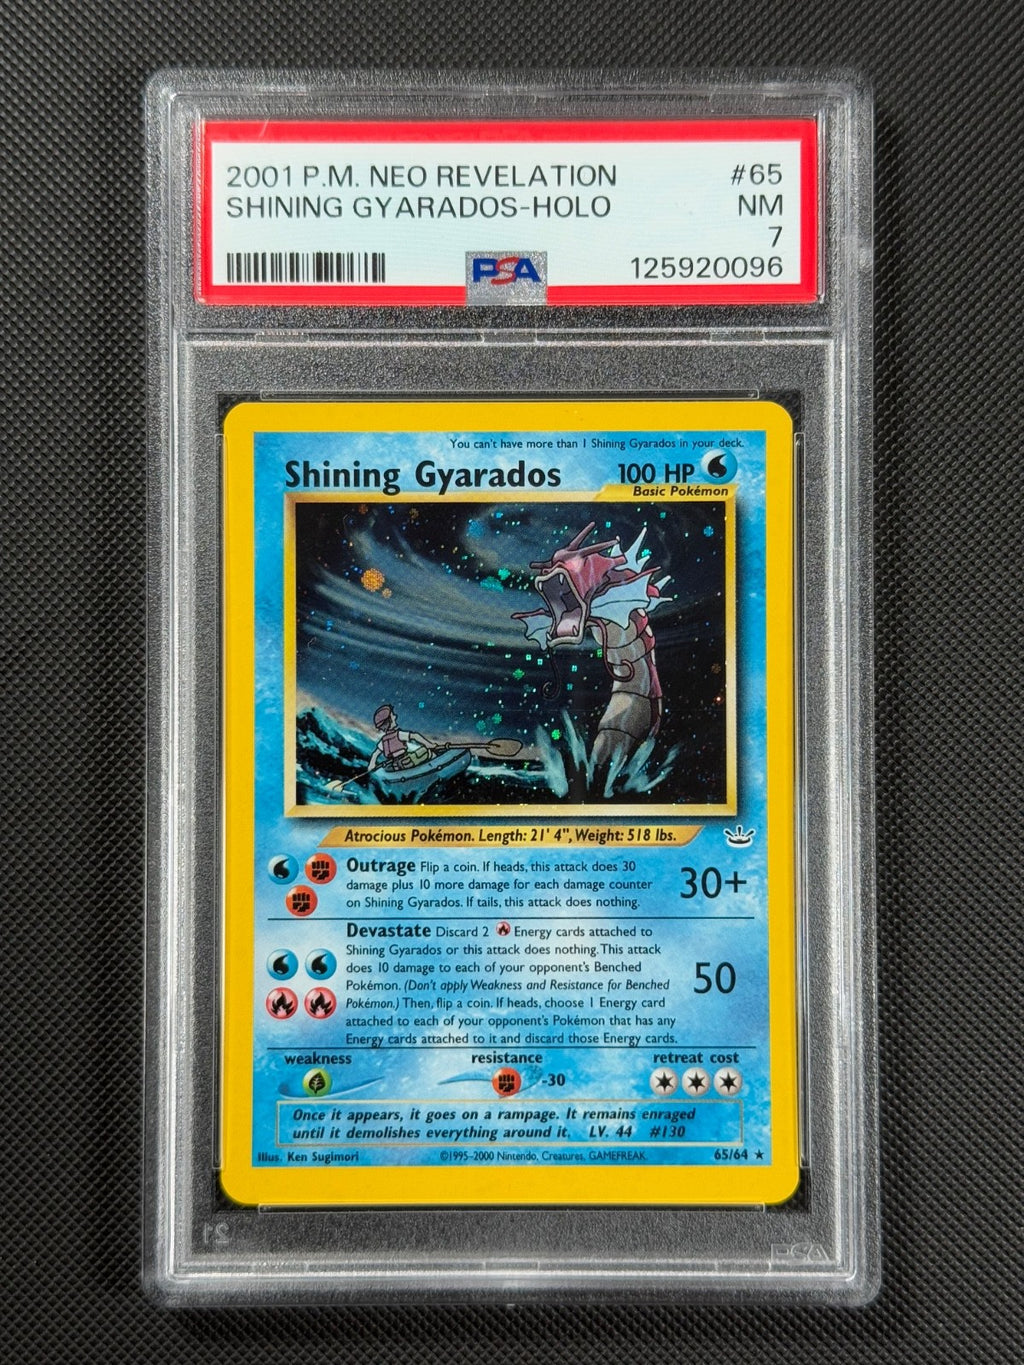 2001 P.M. NEO REVELATION #65
SHINING GYARADOS-HOLO NM
7
PSA 125920096
You can't have more than 1 Shining Gyarados in your deck.
Shining Gyarados 100 HP
Basic Pokémon
Atrocious Pokémon. Length: 21' 4", Weight: 518 lbs.
Outrage Flip a coin. If heads, this attack does 30
damage plus 10 more damage for each damage counter
on Shining Gyarados. If tails, this attack does nothing.
30+
Devastate Discard 2 Energy cards attached to
Shining Gyarados or this attack does nothing. This attack
does 10 damage to each of your opponent's Benched
Pokémon. (Don't apply Weakness and Resistance for Benched
Pokémon.) Then, flip a coin. If heads, choose 1 Energy card
attached to each of your opponent's Pokémon that has any
Energy cards attached to it and discard those Energy cards.
50
weakness resistance retreat cost
-30
Once it appears, it goes on a rampage. It remains enraged
until it demolishes everything around it. LV. 44 #130
Illus. Ken Sugimori ©1995-2000 Nintendo, Creatures, GAMEFREAK. 65/64 ★
21 PSA